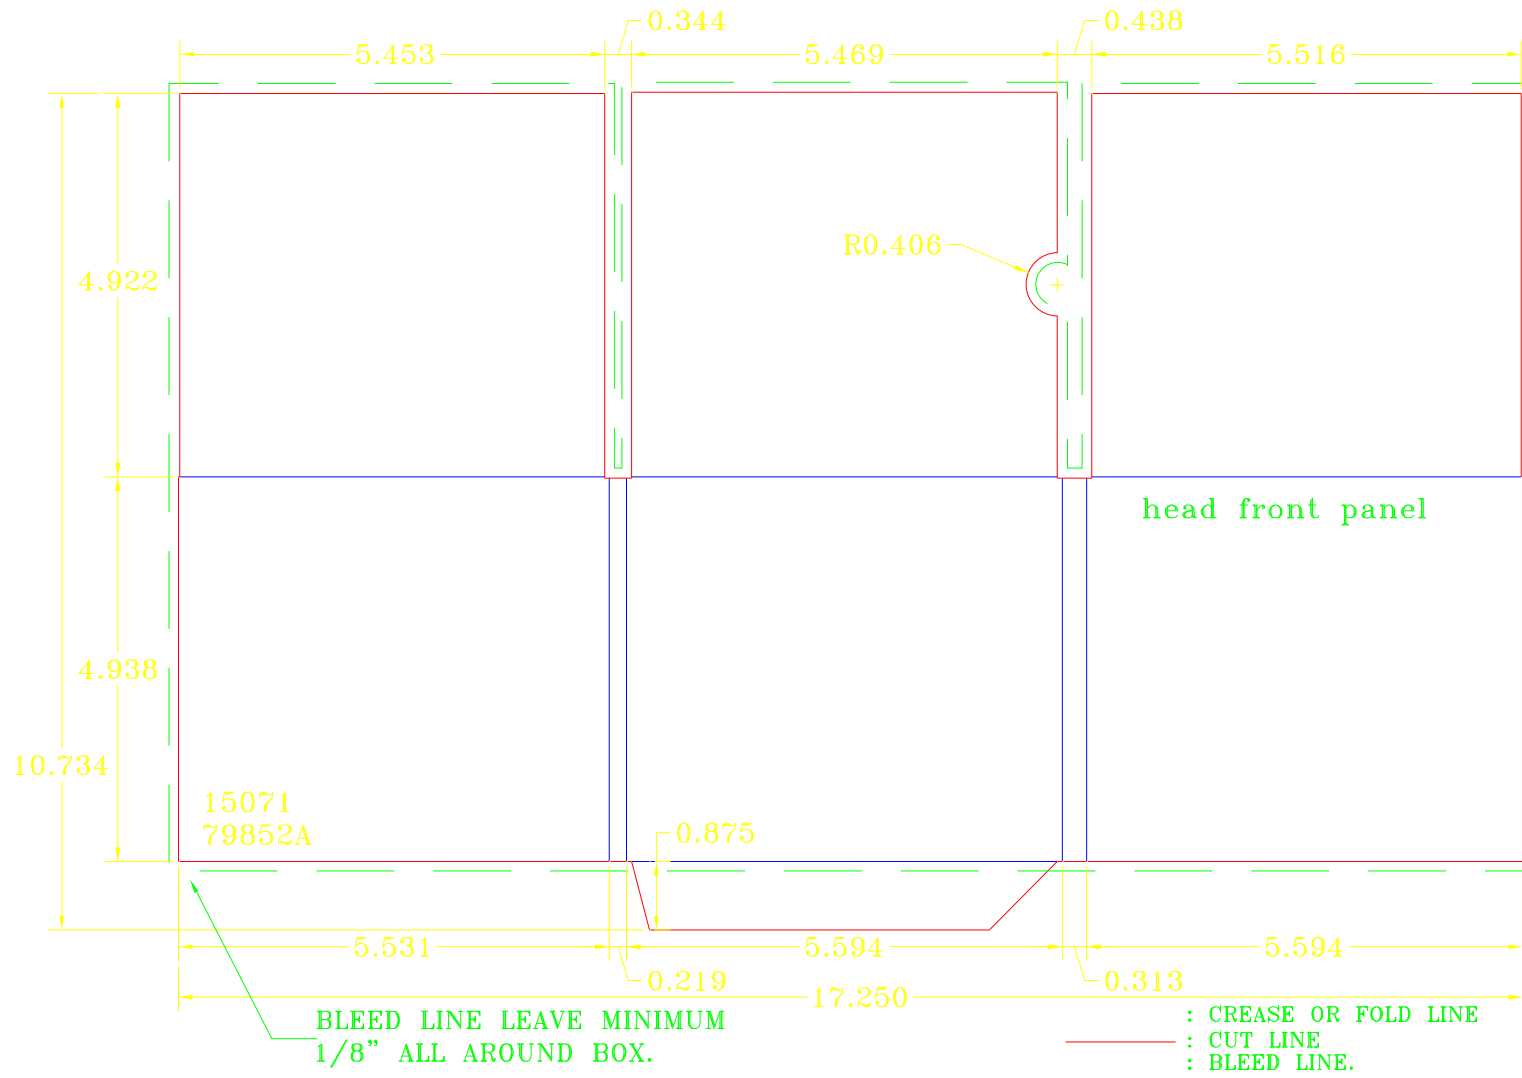 0.344
0.438
5.453
5.469
5.516
R0.406
4.922
head front panel
4.938
10.734
15071
79852A
0.875
5.531
5.594
5.594
0.219
0.313
17.250
BLEED LINE LEAVE MINIMUM
1/8" ALL AROUND BOX.
: CREASE OR FOLD LINE
: CUT LINE
: BLEED LINE.